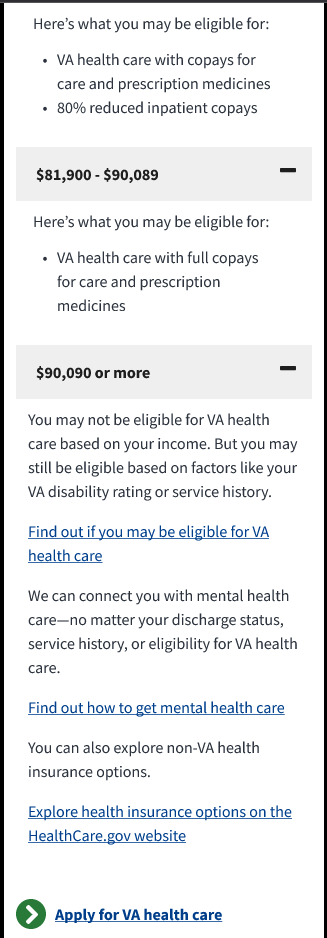 Here’s what you may be eligible for:
• VA health care with copays for
care and prescription medicines
• 80% reduced inpatient copays
$81,900 - $90,089
Here’s what you may be eligible for:
• VA health care with full copays
for care and prescription
medicines
$90,090 or more
You may not be eligible for VA health
care based on your income. But you may
still be eligible based on factors like your
VA disability rating or service history.
Find out if you may be eligible for VA
health care
We can connect you with mental health
care—no matter your discharge status,
service history, or eligibility for VA health
care.
Find out how to get mental health care
You can also explore non-VA health
insurance options.
Explore health insurance options on the
HealthCare.gov website
Apply for VA health care